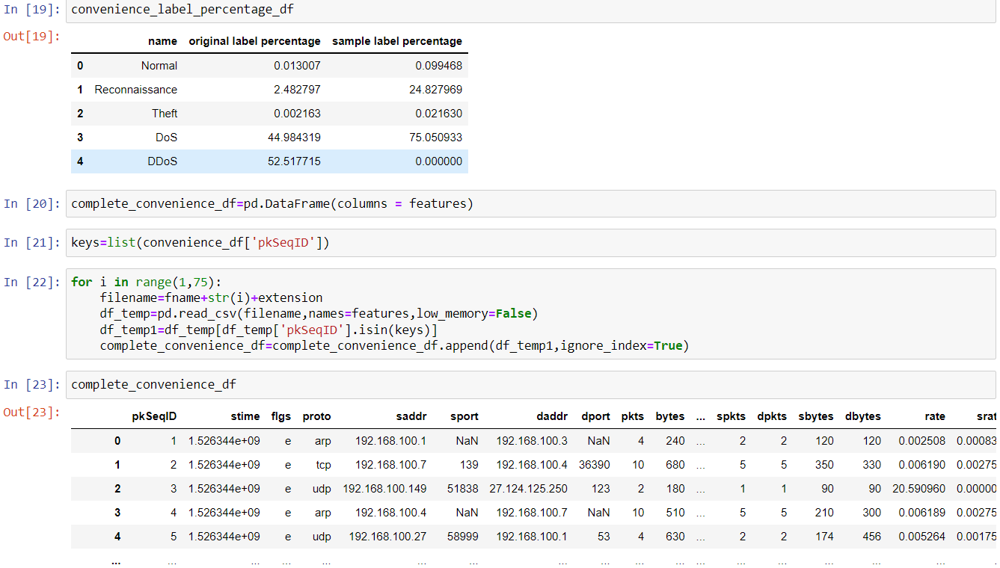 In [19]: convenience_label_percentage_df
Out[19]:
name original label percentage sample label percentage
0 Normal 0.013007 0.099468
1 Reconnaissance 2.482797 24.827969
2 Theft 0.002163 0.021630
3 DoS 44.984319 75.050933
4 DDoS 52.517715 0.000000
In [20]: complete_convenience_df=pd.DataFrame(columns = features)
In [21]: keys=list(convenience_df['pkSeqID'])
In [22]: for i in range(1,75):
filename=fname+str(i)+extension
df_temp=pd.read_csv(filename,names=features,low_memory=False)
df_temp1=df_temp[df_temp['pkSeqID'].isin(keys)]
complete_convenience_df=complete_convenience_df.append(df_temp1,ignore_index=True)
In [23]: complete_convenience_df
Out[23]:
pkSeqID stime flgs proto saddr sport daddr dport pkts bytes ... spkts dpkts sbytes dbytes rate srat
0 1 1.526344e+09 e arp 192.168.100.1 NaN 192.168.100.3 NaN 4 240 ... 2 2 120 120 0.002508 0.00083
1 2 1.526344e+09 e tcp 192.168.100.7 139 192.168.100.4 36390 10 680 ... 5 5 350 330 0.006190 0.00275
2 3 1.526344e+09 e udp 192.168.100.149 51838 27.124.125.250 123 2 180 ... 1 1 90 90 20.590960 0.00000
3 4 1.526344e+09 e arp 192.168.100.4 NaN 192.168.100.7 NaN 10 510 ... 5 5 210 300 0.006189 0.00275
4 5 1.526344e+09 e udp 192.168.100.27 58999 192.168.100.1 53 4 630 ... 2 2 174 456 0.005264 0.00175
... ... ... ... ... ... ... ... ... ... ... ... ... ... ... ... ...